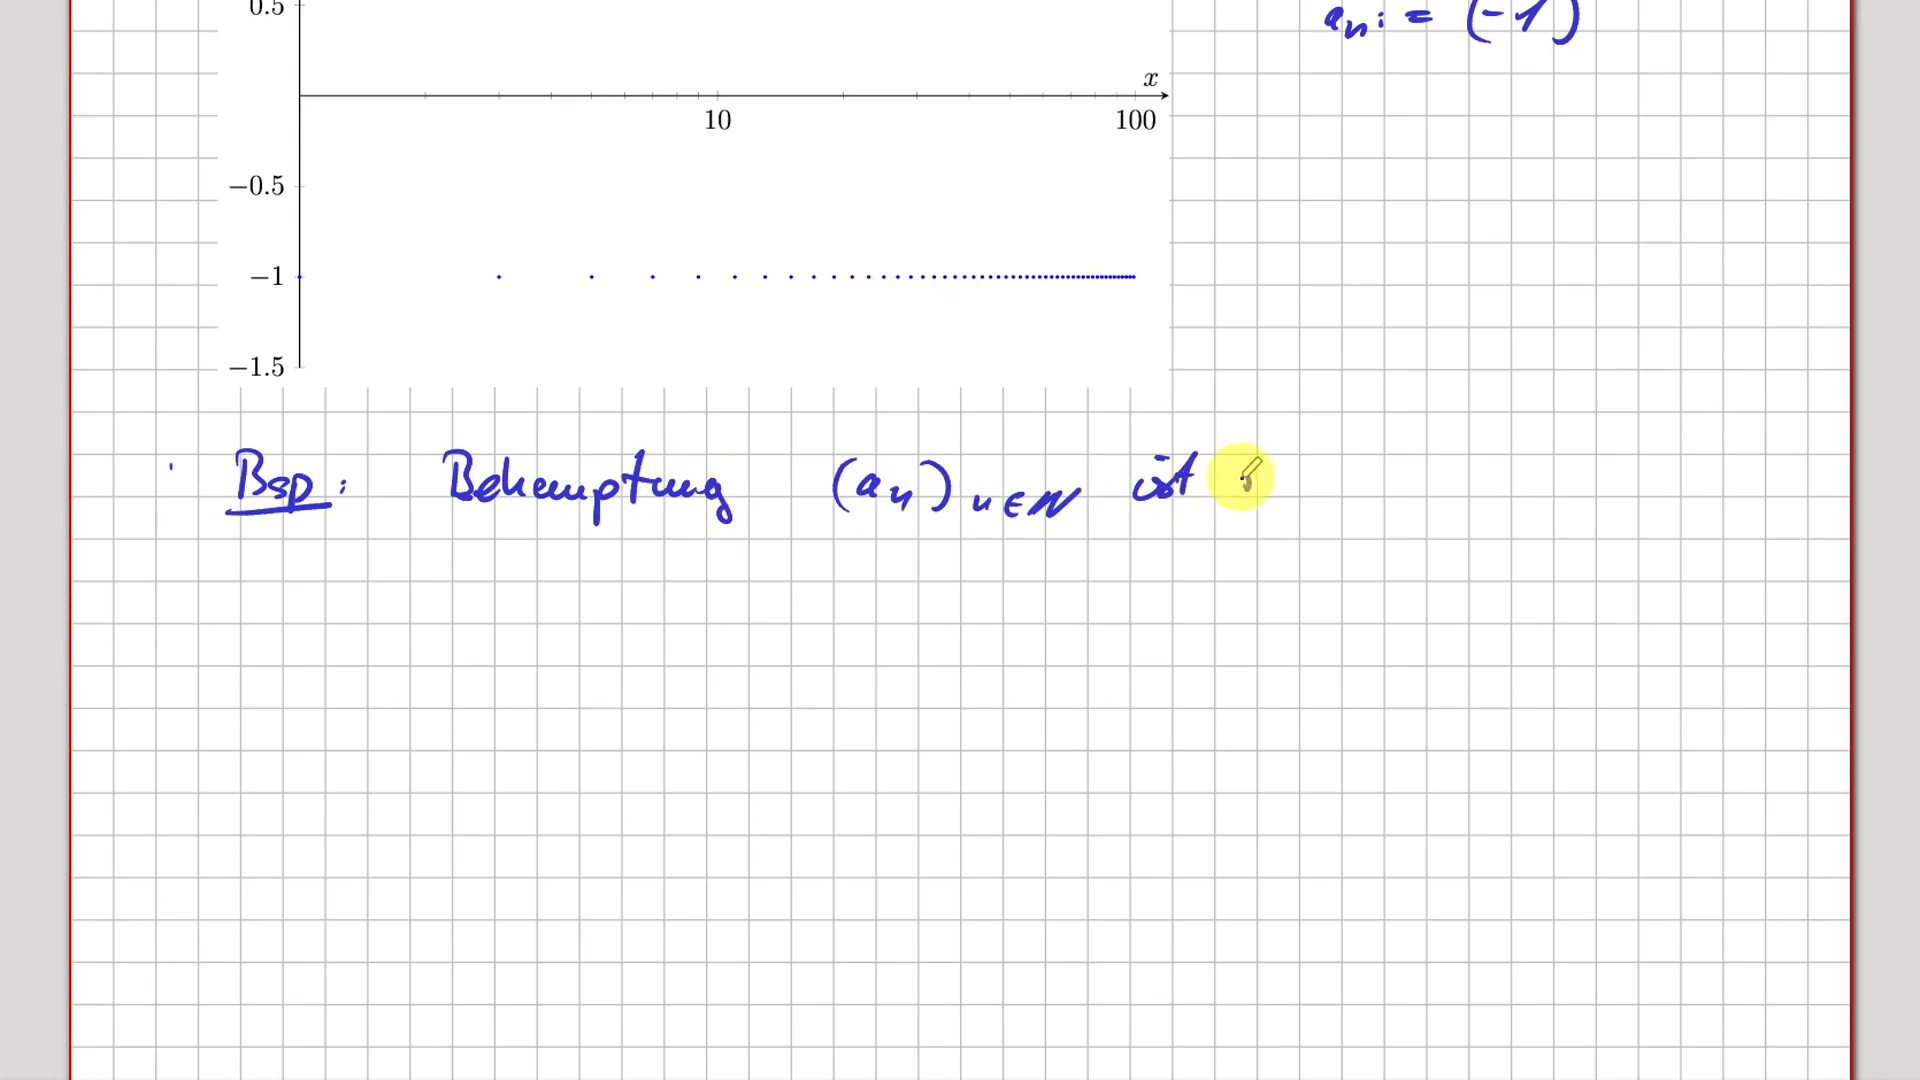 0.5
aₙ := (-1)
x
10 100
−0.5
−1
−1.5
Bsp: Behauptung (aₙ)ₙ∈ℕ ist